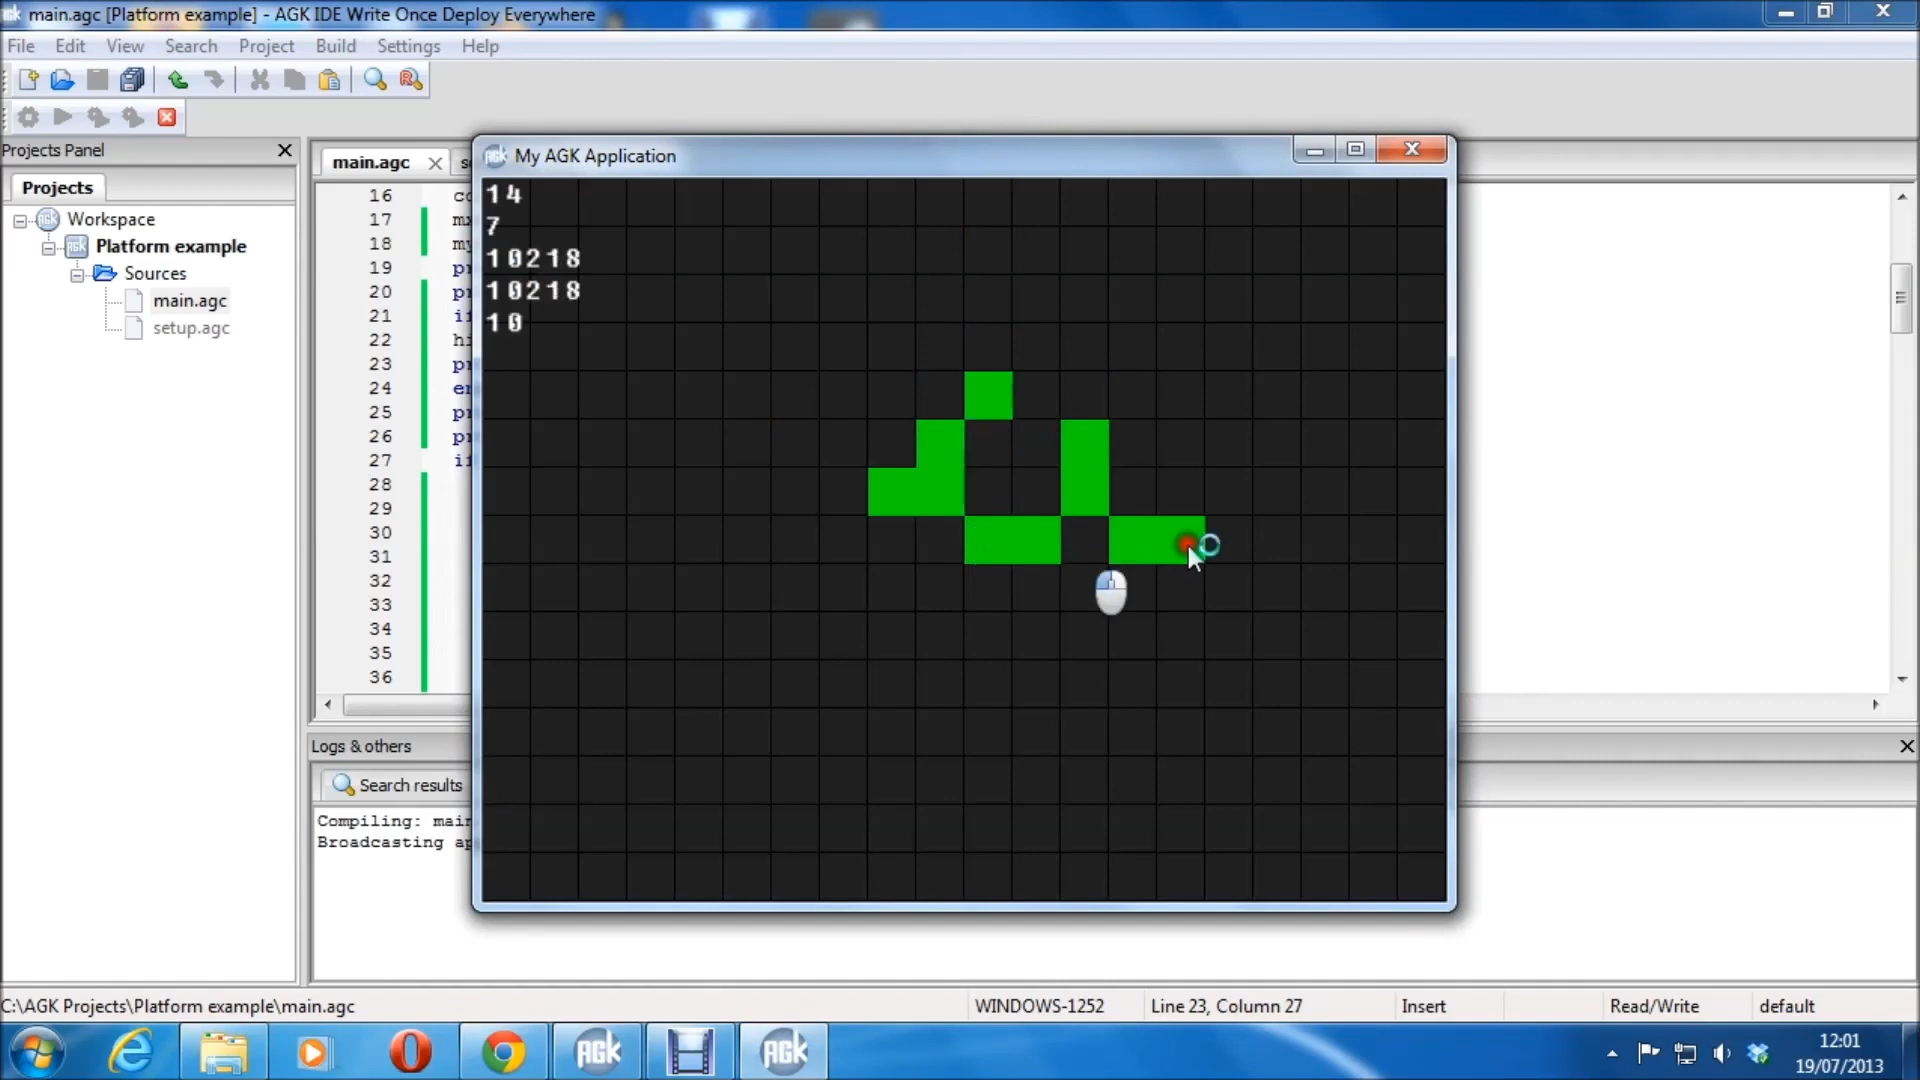 main.agc [Platform example] - AGK IDE Write Once Deploy Everywhere
File Edit View Search Project Build Settings Help
Projects Panel
Projects
Workspace
Platform example
Sources
main.agc
setup.agc
main.agc
16
17
18
19
20
21
22
23
24
25
26
27
28
29
30
31
32
33
34
35
36
My AGK Application
14
7
10218
10218
10
Logs & others
Search results
Compiling:
Broadcasting
C:\AGK Projects\Platform example\main.agc WINDOWS-1252 Line 23, Column 27 Insert Read/Write default
AGK AGK
12:01
19/07/2013